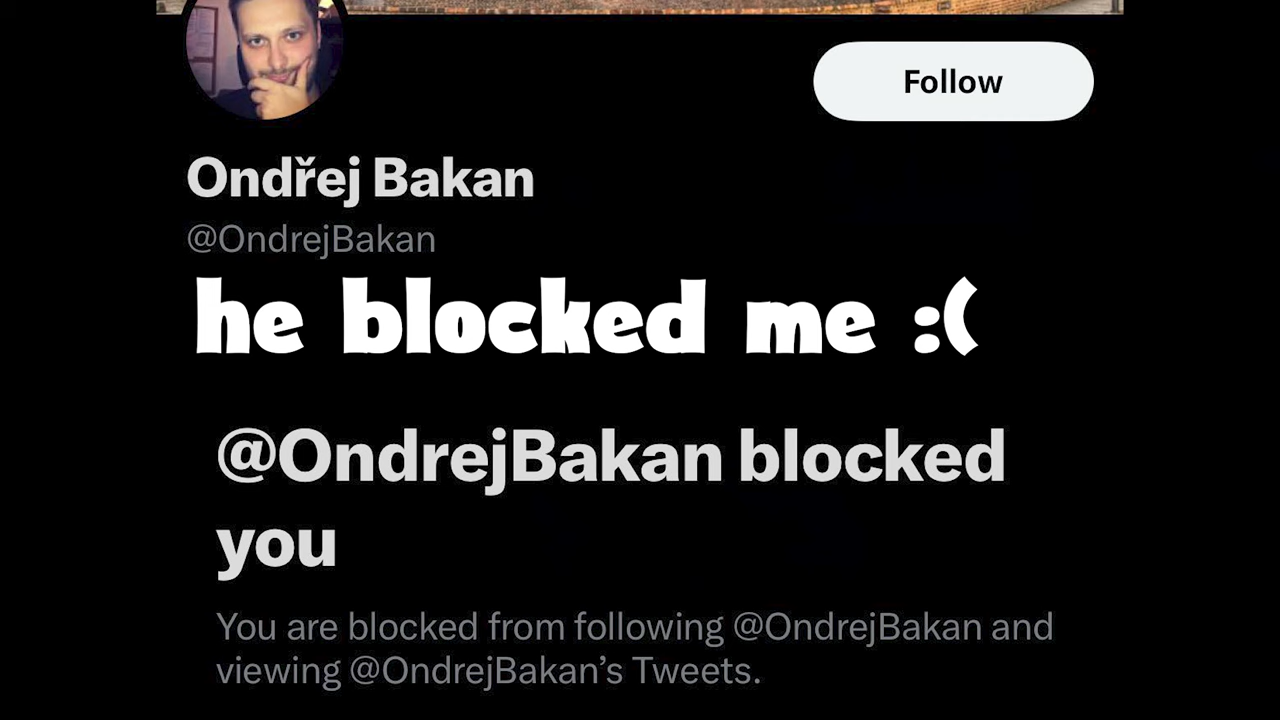 Follow
Ondřej Bakan
@OndrejBakan
he blocked me :(
@OndrejBakan blocked
you
You are blocked from following @OndrejBakan and
viewing @OndrejBakan’s Tweets.